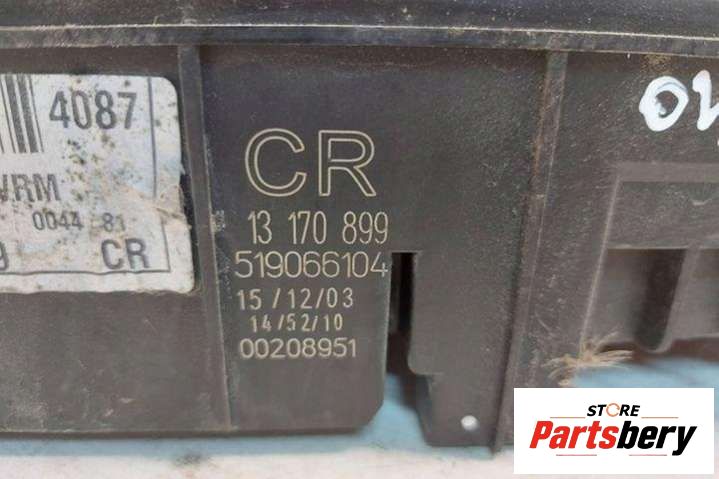 4087
VRM
0044 81
9 CR
CR
13 170 899
519066104
15/12/03
14/52/10
00208951
STORE
Partsbery